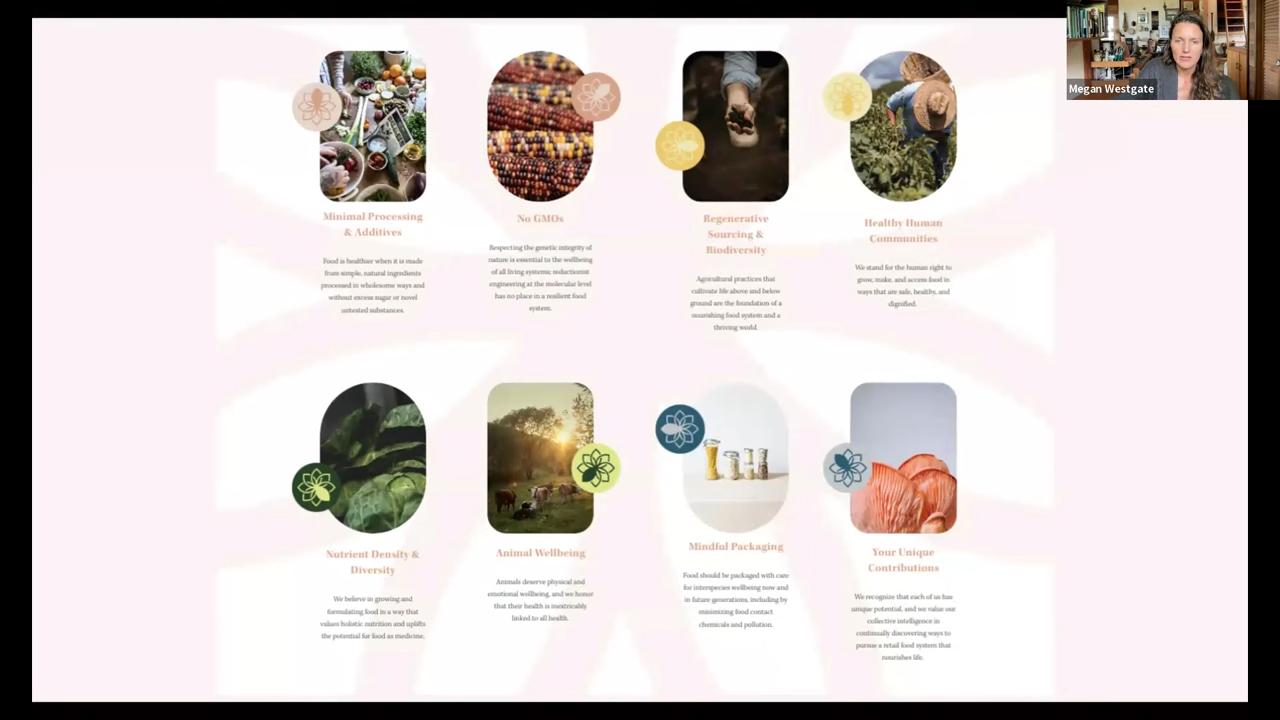 Megan Westgate
Minimal Processing
& Additives
Food is healthier when it is made
from simple, natural ingredients
processed in wholesome ways and
without excess sugar or novel
untested substances.
No GMOs
Respecting the genetic integrity of
nature is essential to the wellbeing
of all living systems; reductionist
engineering at the molecular level
has no place in a resilient food
system.
Regenerative
Sourcing &
Biodiversity
Agricultural practices that
cultivate life above and below
ground are the foundation of a
nourishing food system and a
thriving world.
Healthy Human
Communities
We stand for the human right to
grow, make, and access food in
ways that are safe, healthy, and
dignified.
Nutrient Density &
Diversity
We believe in growing and
formulating food in a way that
values holistic nutrition and uplifts
the potential for food as medicine.
Animal Wellbeing
Animals deserve physical and
emotional wellbeing, and we honor
that their health is inextricably
linked to all health.
Mindful Packaging
Food should be packaged with care
for interspecies wellbeing now and
in future generations, including by
minimizing food contact
chemicals and pollution.
Your Unique
Contributions
We recognize that each of us has
unique potential, and we value our
collective intelligence in
continually discovering ways to
pursue a retail food system that
nourishes life.